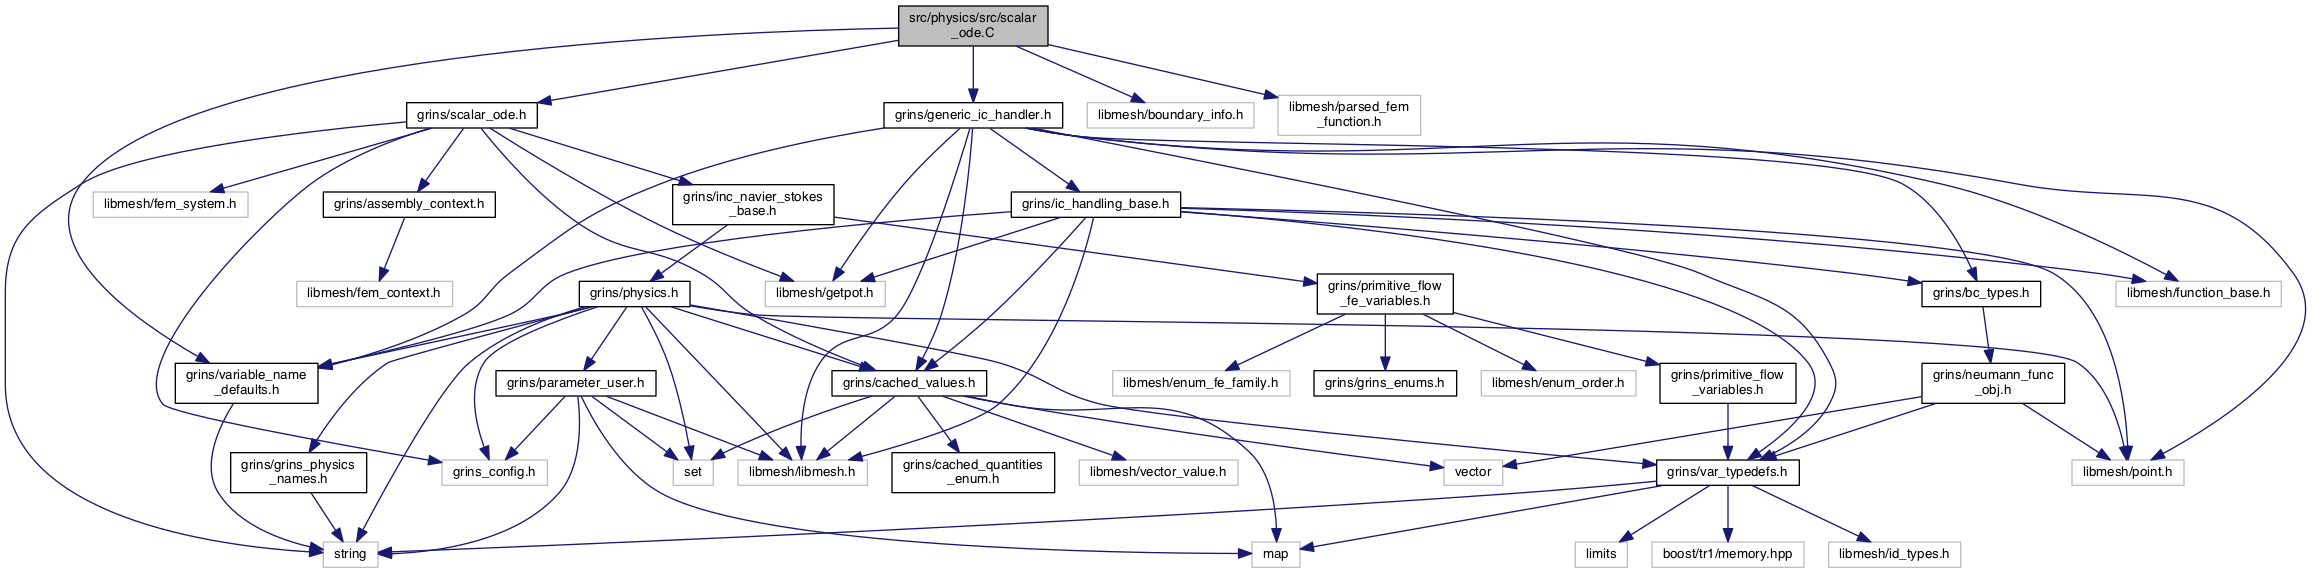 src/physics/src/scalar
_ode.C
grins/scalar_ode.h
grins/generic_ic_handler.h
libmesh/boundary_info.h
libmesh/parsed_fem
_function.h
libmesh/fem_system.h
grins/assembly_context.h
grins/inc_navier_stokes
_base.h
grins/ic_handling_base.h
libmesh/fem_context.h
grins/physics.h
libmesh/getpot.h
grins/primitive_flow
_fe_variables.h
grins/bc_types.h
libmesh/function_base.h
grins/variable_name
_defaults.h
grins/parameter_user.h
grins/cached_values.h
libmesh/enum_fe_family.h
grins/grins_enums.h
libmesh/enum_order.h
grins/primitive_flow
_variables.h
grins/neumann_func
_obj.h
grins/grins_physics
_names.h
grins_config.h
set
libmesh/libmesh.h
grins/cached_quantities
_enum.h
libmesh/vector_value.h
vector
grins/var_typedefs.h
libmesh/point.h
string
map
limits
boost/tr1/memory.hpp
libmesh/id_types.h